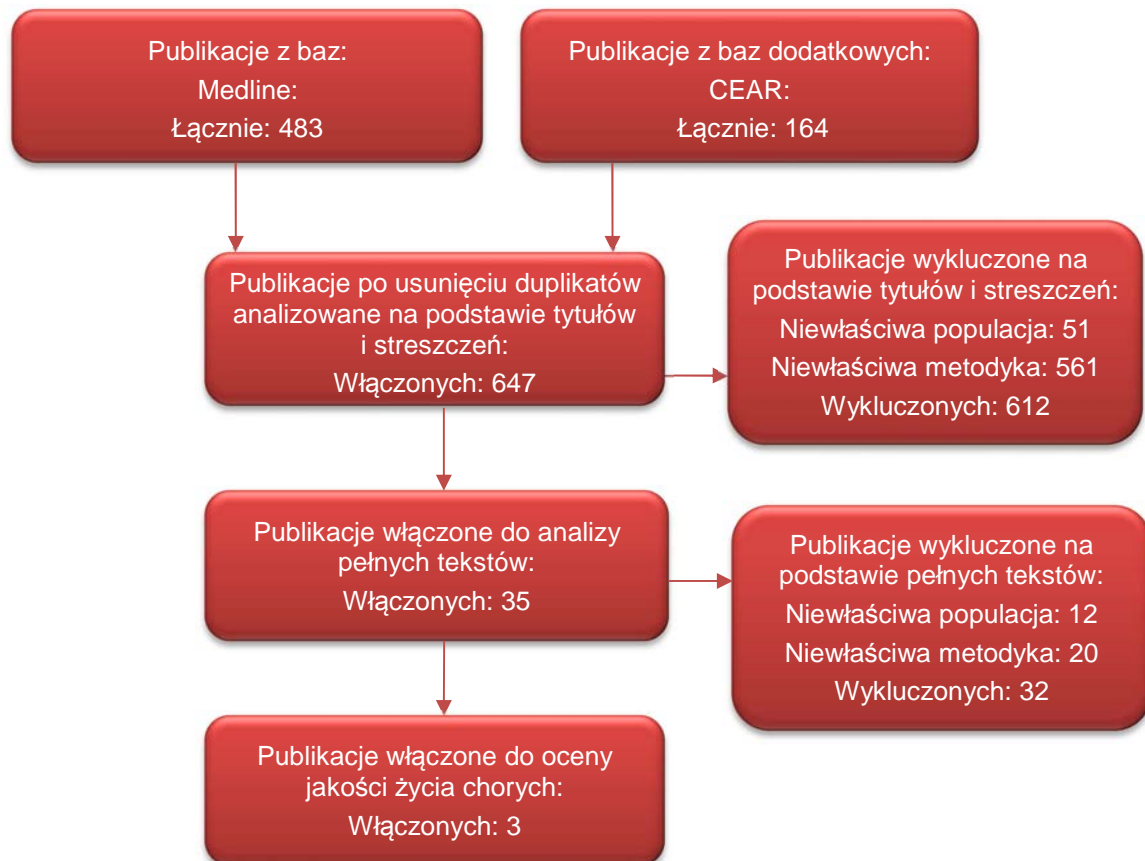 Publikacje z baz:
Medline:
Łącznie: 483
Publikacje z baz dodatkowych:
CEAR:
Łącznie: 164
Publikacje po usunięciu duplikatów
analizowane na podstawie tytułów
i streszczeń:
Włączonych: 647
Publikacje wykluczone na
podstawie tytułów i streszczeń:
Niewłaściwa populacja: 51
Niewłaściwa metodyka: 561
Wykluczonych: 612
Publikacje włączone do analizy
pełnych tekstów:
Włączonych: 35
Publikacje wykluczone na
podstawie pełnych tekstów:
Niewłaściwa populacja: 12
Niewłaściwa metodyka: 20
Wykluczonych: 32
Publikacje włączone do oceny
jakości życia chorych:
Włączonych: 3